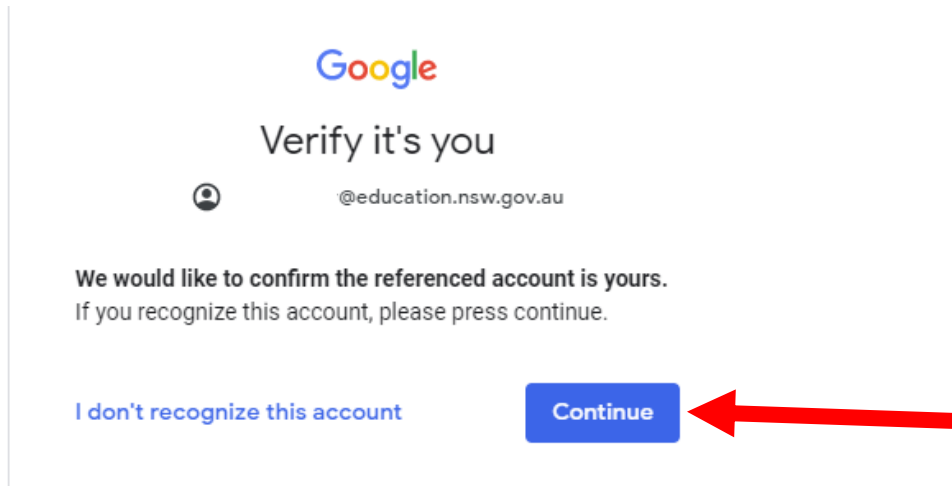 Google
Verify it's you
@education.nsw.gov.au
We would like to confirm the referenced account is yours.
If you recognize this account, please press continue.
I don't recognize this account
Continue